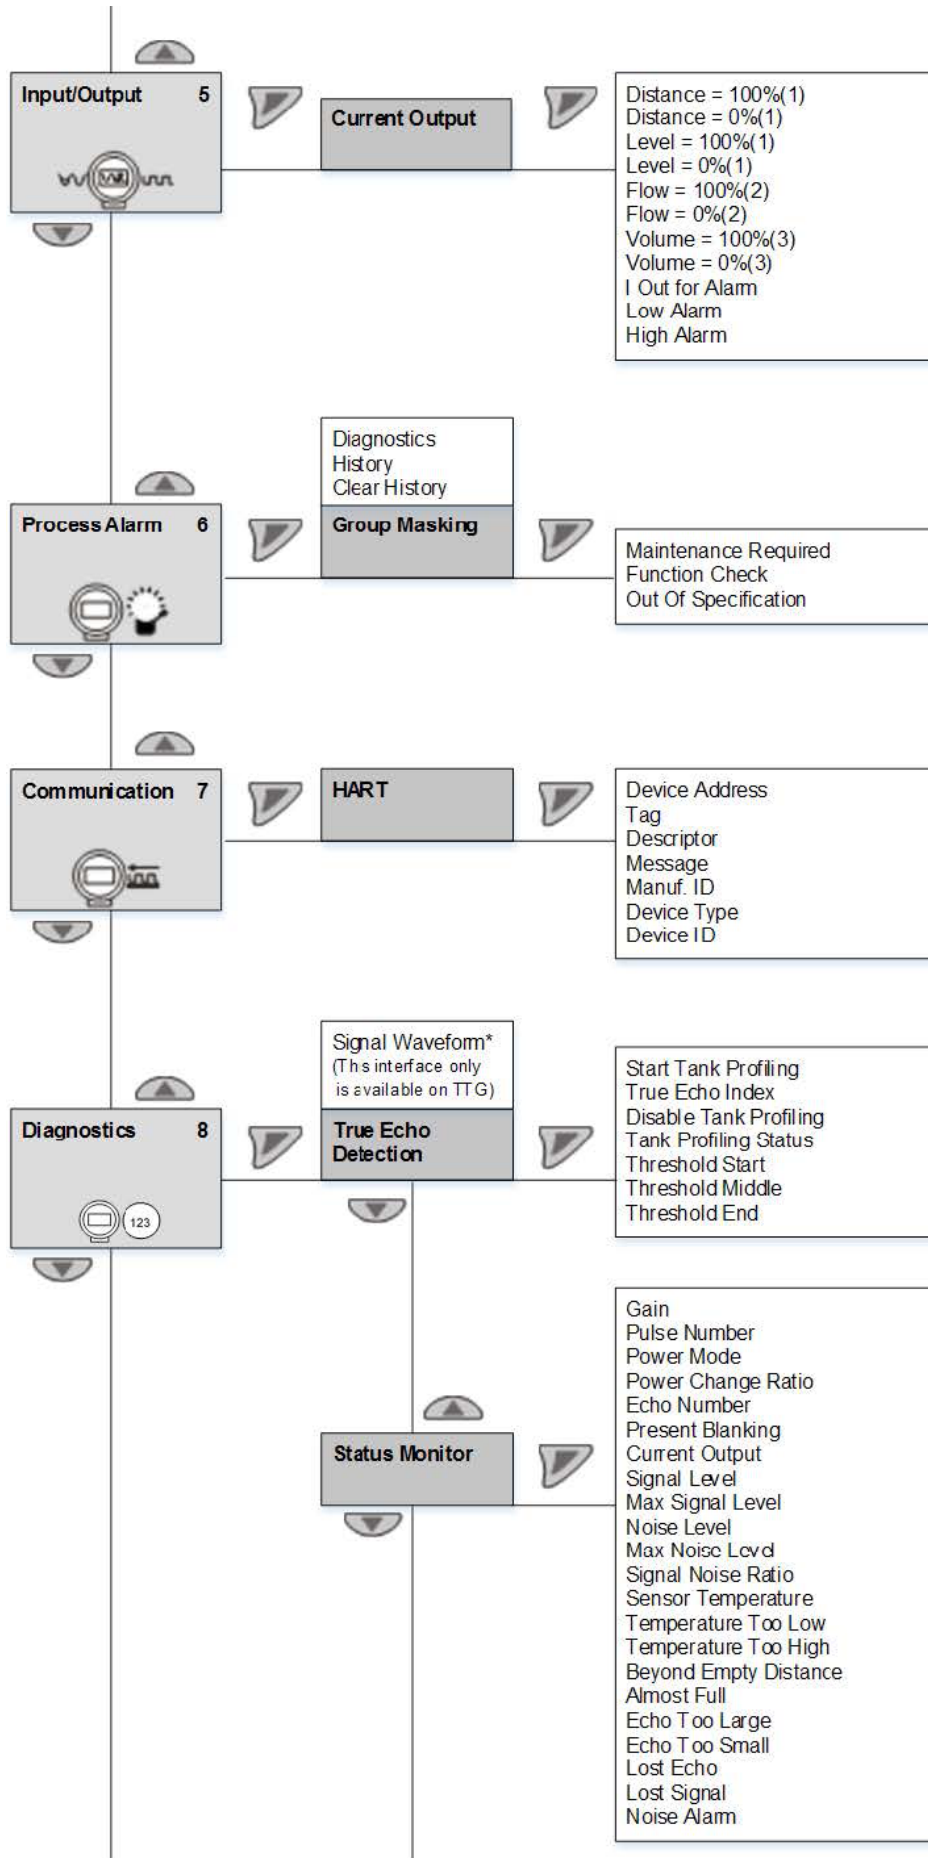 Input/Output 5
Current Output
Distance = 100%(1)
Distance = 0%(1)
Level = 100%(1)
Level = 0%(1)
Flow = 100%(2)
Flow = 0%(2)
Volume = 100%(3)
Volume = 0%(3)
I Out for Alarm
Low Alarm
High Alarm
Diagnostics
History
Clear History
Process Alarm 6
Group Masking
Maintenance Required
Function Check
Out Of Specification
Communication 7
HART
Device Address
Tag
Descriptor
Message
Manuf. ID
Device Type
Device ID
Signal Waveform*
(Ths interface only
is available on TTG)
Diagnostics 8
123
True Echo
Detection
Start Tank Profiling
True Echo Index
Disable Tank Profiling
Tank Profiling Status
Threshold Start
Threshold Middle
Threshold End
Status Monitor
Gain
Pulse Number
Power Mode
Power Change Ratio
Echo Number
Present Blanking
Current Output
Signal Level
Max Signal Level
Noise Level
Max Noise Level
Signal Noise Ratio
Sensor Temperature
Temperature Too Low
Temperature Too High
Beyond Empty Distance
Almost Full
Echo Too Large
Echo Too Small
Lost Echo
Lost Signal
Noise Alarm